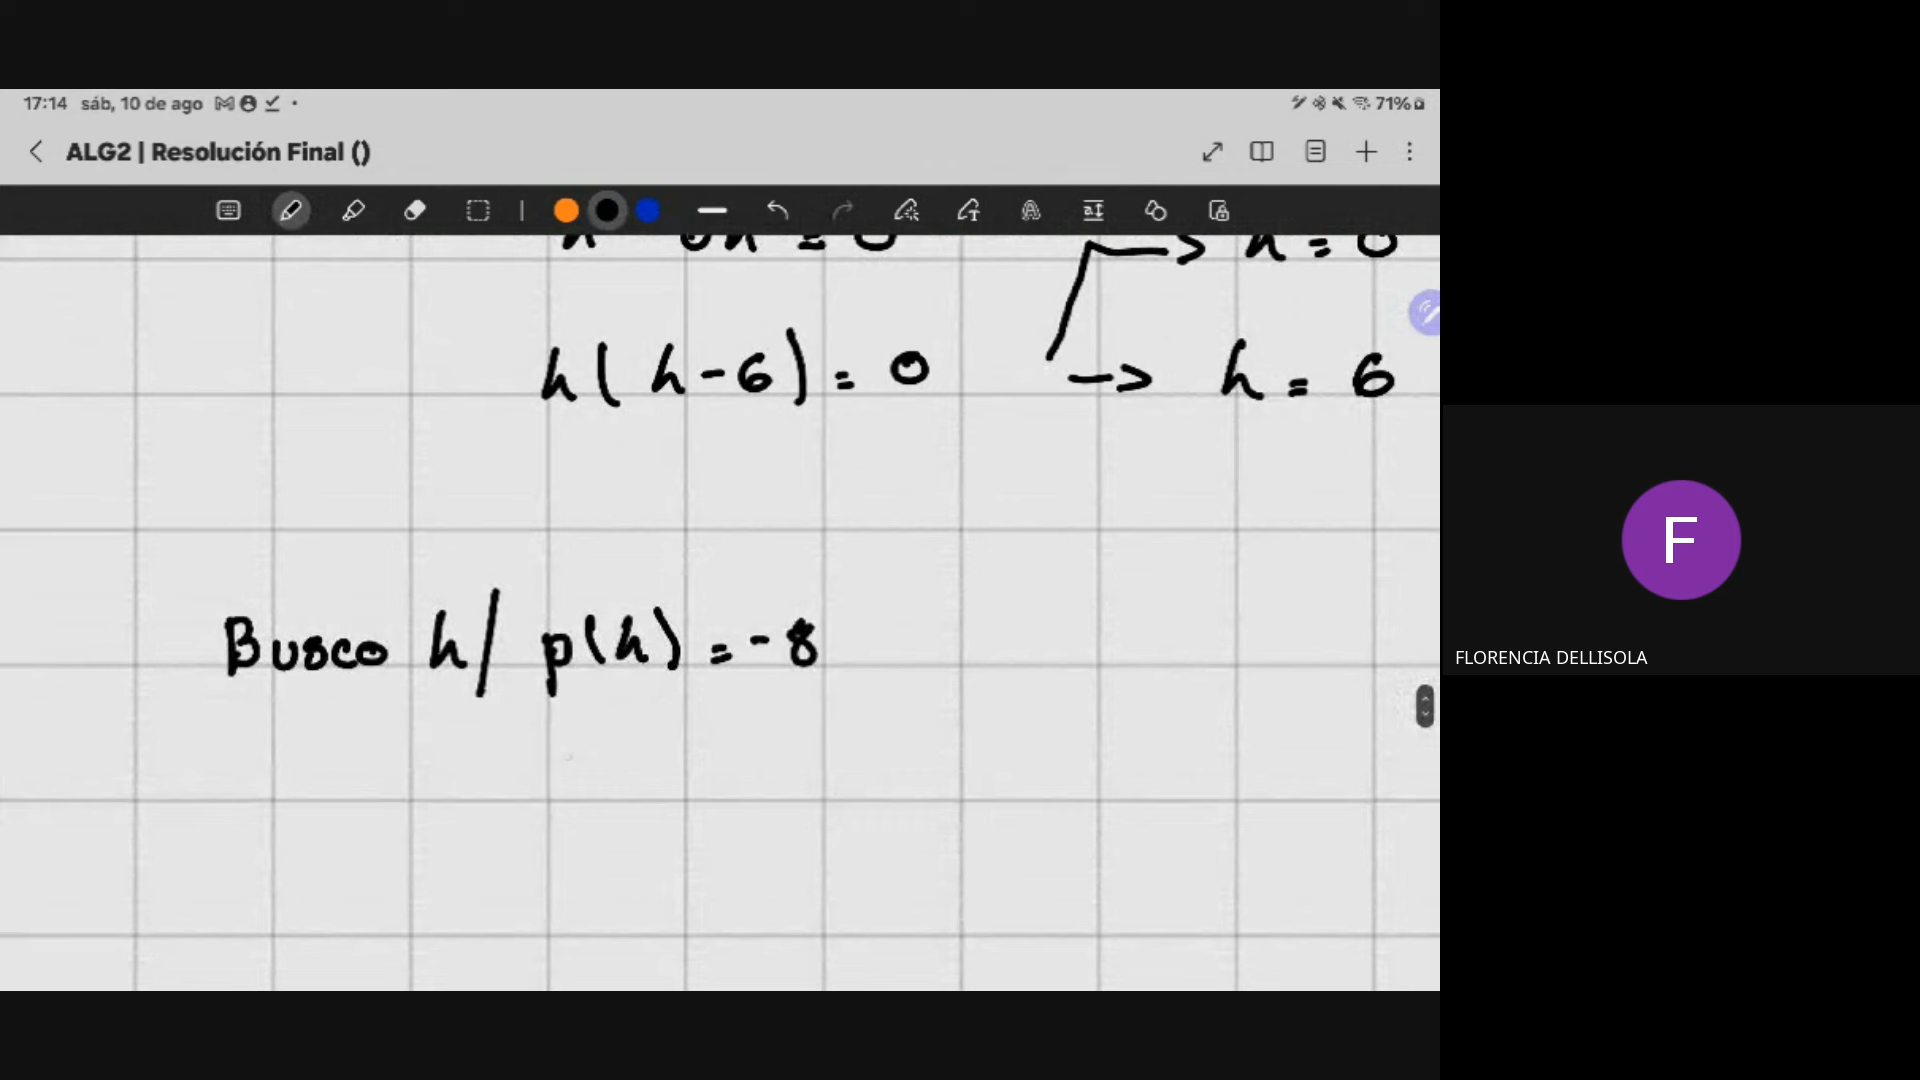 17:14 sáb, 10 de ago
71%
ALG2 | Resolución Final ()
h = 0
h(h-6) = 0 -> h = 6
Busco h/ p(h) = -8
F
FLORENCIA DELLISOLA